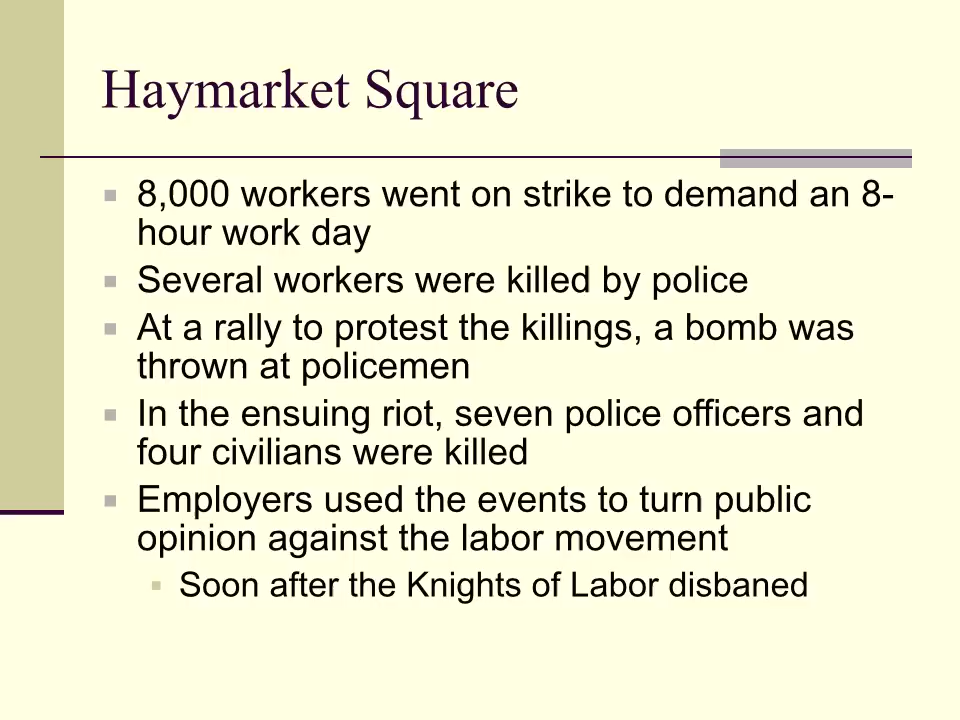 Haymarket Square
8,000 workers went on strike to demand an 8-
hour work day
Several workers were killed by police
At a rally to protest the killings, a bomb was
thrown at policemen
In the ensuing riot, seven police officers and
four civilians were killed
Employers used the events to turn public
opinion against the labor movement
Soon after the Knights of Labor disbaned